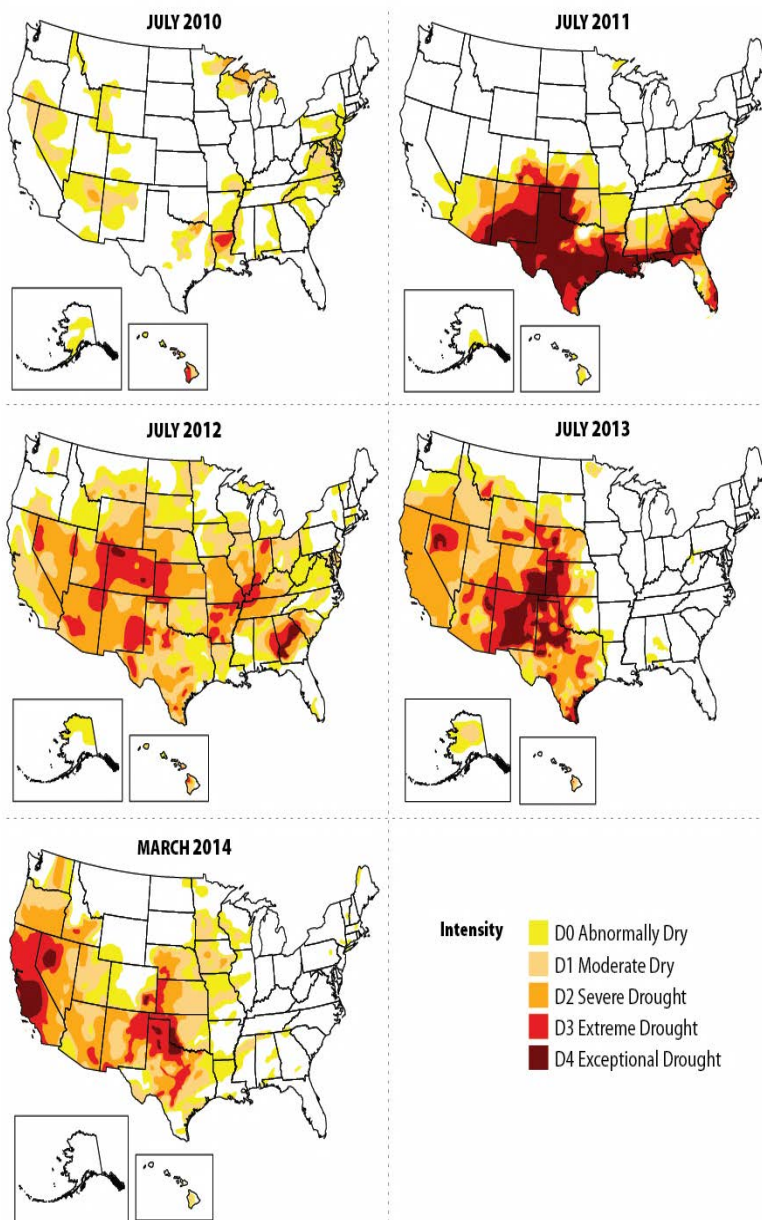 JULY 2010
JULY 2011
JULY 2012
JULY 2013
MARCH 2014
Intensity
D0 Abnormally Dry
D1 Moderate Dry
D2 Severe Drought
D3 Extreme Drought
D4 Exceptional Drought